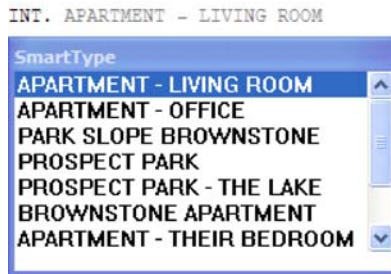 INT. APARTMENT - LIVING ROOM
SmartType
APARTMENT - LIVING ROOM
APARTMENT - OFFICE
PARK SLOPE BROWNSTONE
PROSPECT PARK
PROSPECT PARK - THE LAKE
BROWNSTONE APARTMENT
APARTMENT - THEIR BEDROOM